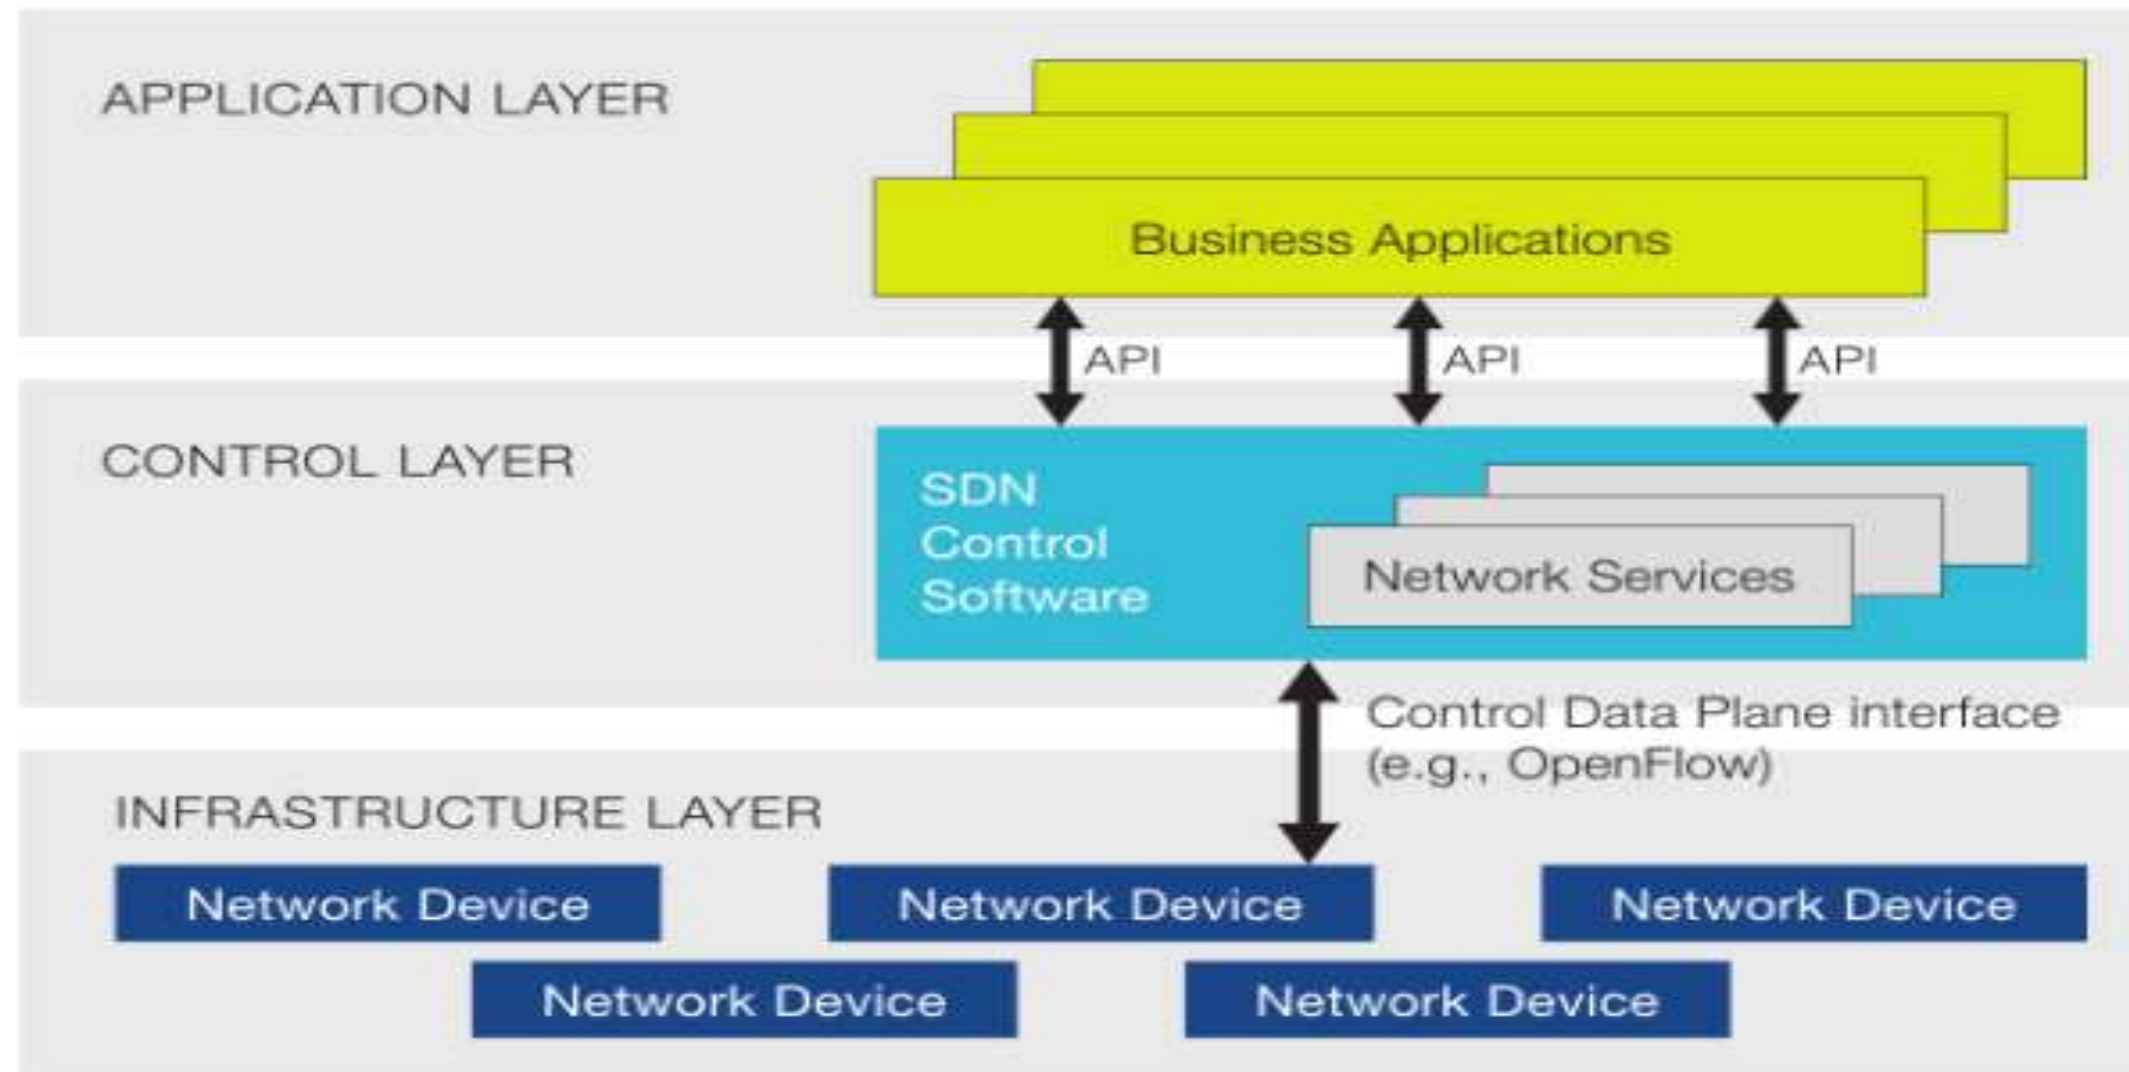 APPLICATION LAYER
Business Applications
API API API
CONTROL LAYER
SDN
Control
Software
Network Services
Control Data Plane interface
(e.g., OpenFlow)
INFRASTRUCTURE LAYER
Network Device Network Device Network Device
Network Device Network Device